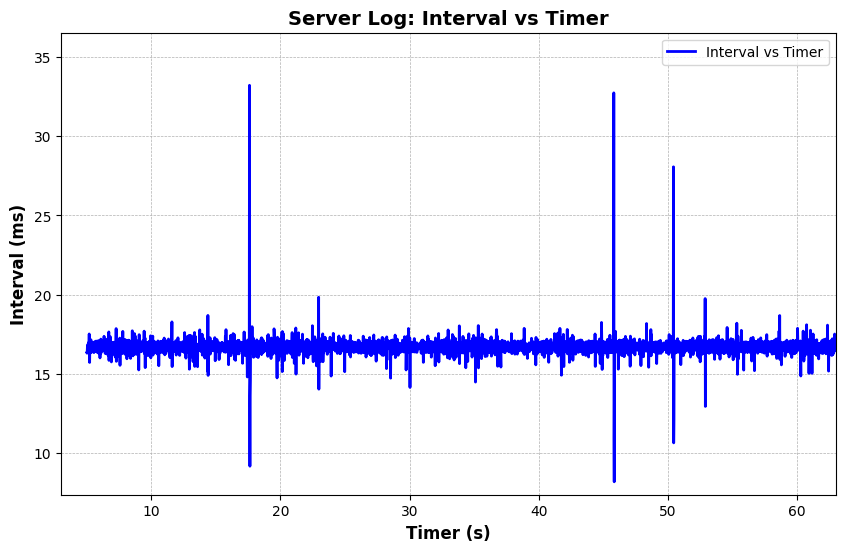 Server Log: Interval vs Timer
Interval vs Timer
Interval (ms)
35
30
25
20
15
10
10 20 30 40 50 60
Timer (s)